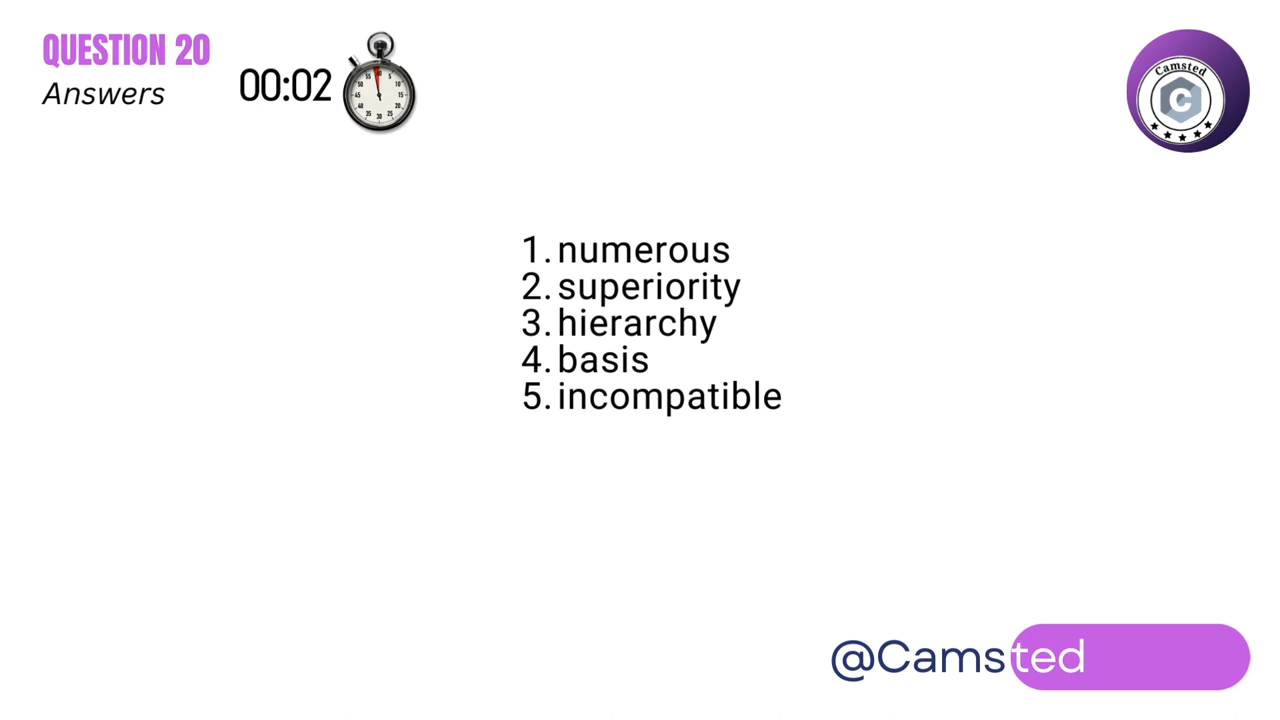 QUESTION 20
Answers
00:02
Camsted
C
1. numerous
2. superiority
3. hierarchy
4. basis
5. incompatible
@Camsted